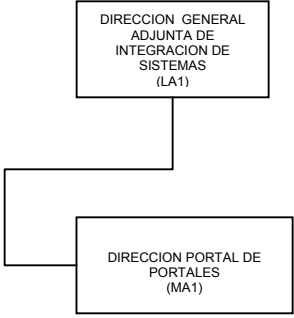 DIRECCION GENERAL
ADJUNTA DE
INTEGRACION DE
SISTEMAS
(LA1)
DIRECCION PORTAL DE
PORTALES
(MA1)